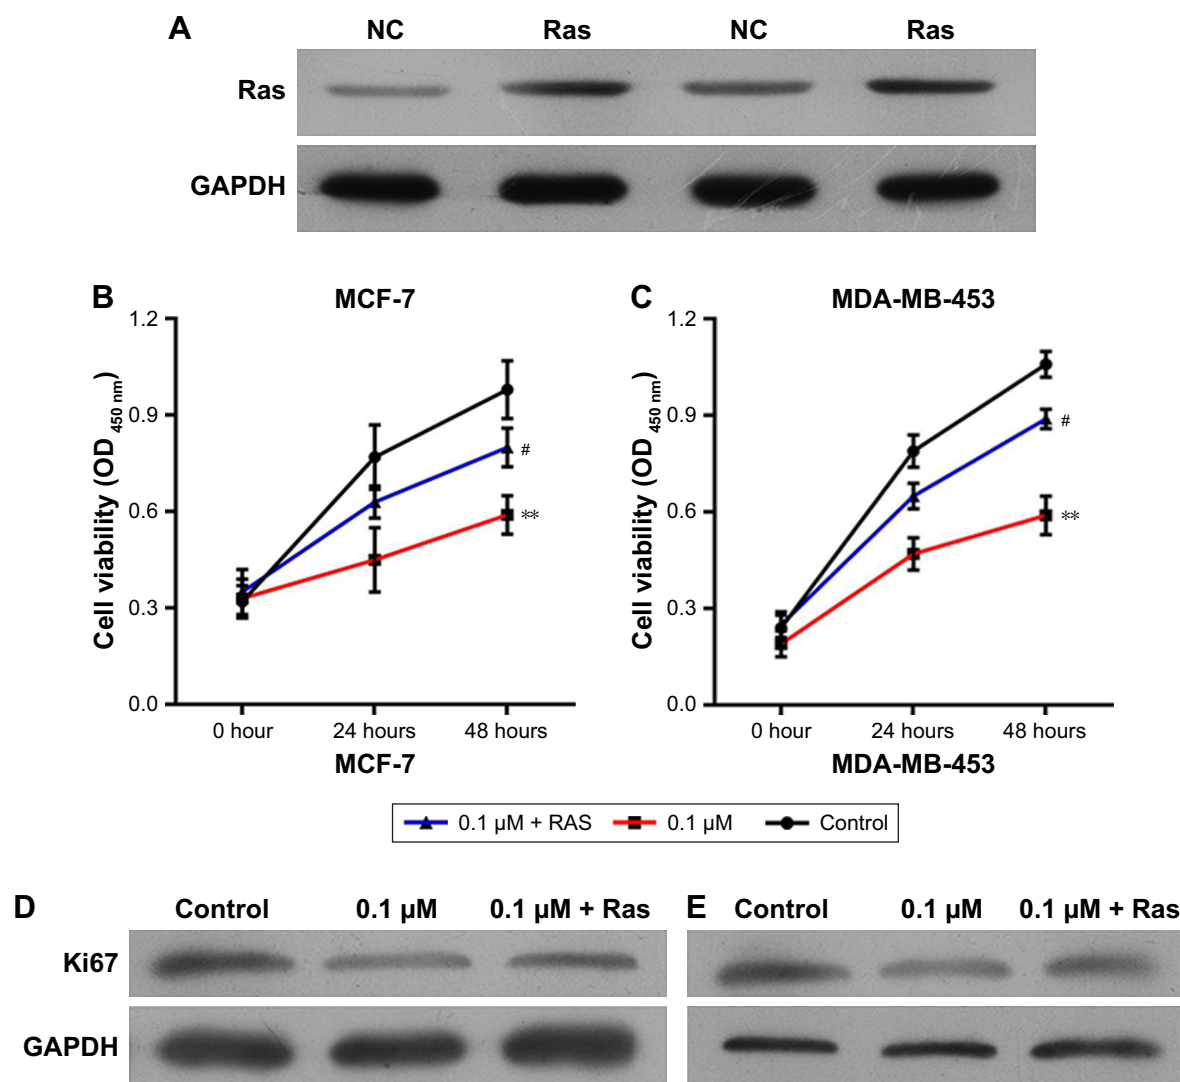 A NC Ras NC Ras
Ras
GAPDH
B MCF-7
1.2
0.9
0.6
0.3
0.0
Cell viability (OD450 nm)
#
**
0 hour 24 hours 48 hours
MCF-7
C MDA-MB-453
1.2
0.9
0.6
0.3
0.0
Cell viability (OD450 nm)
#
**
0 hour 24 hours 48 hours
MDA-MB-453
0.1 µM + RAS 0.1 µM Control
D Control 0.1 µM 0.1 µM + Ras
Ki67
GAPDH
E Control 0.1 µM 0.1 µM + Ras